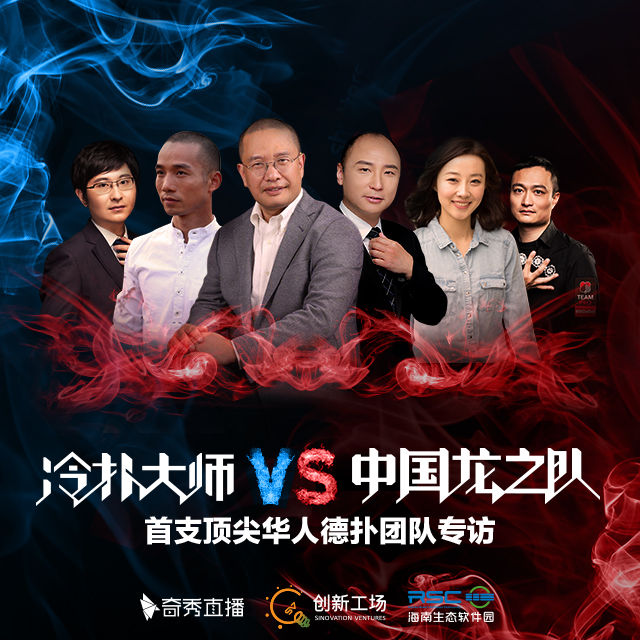 TEAM
冷扑大师 VS 中国龙之队
首支顶尖华人德扑团队专访
奇秀直播
创新工场
SINOVATION VENTURES
RSC
海南生态软件园